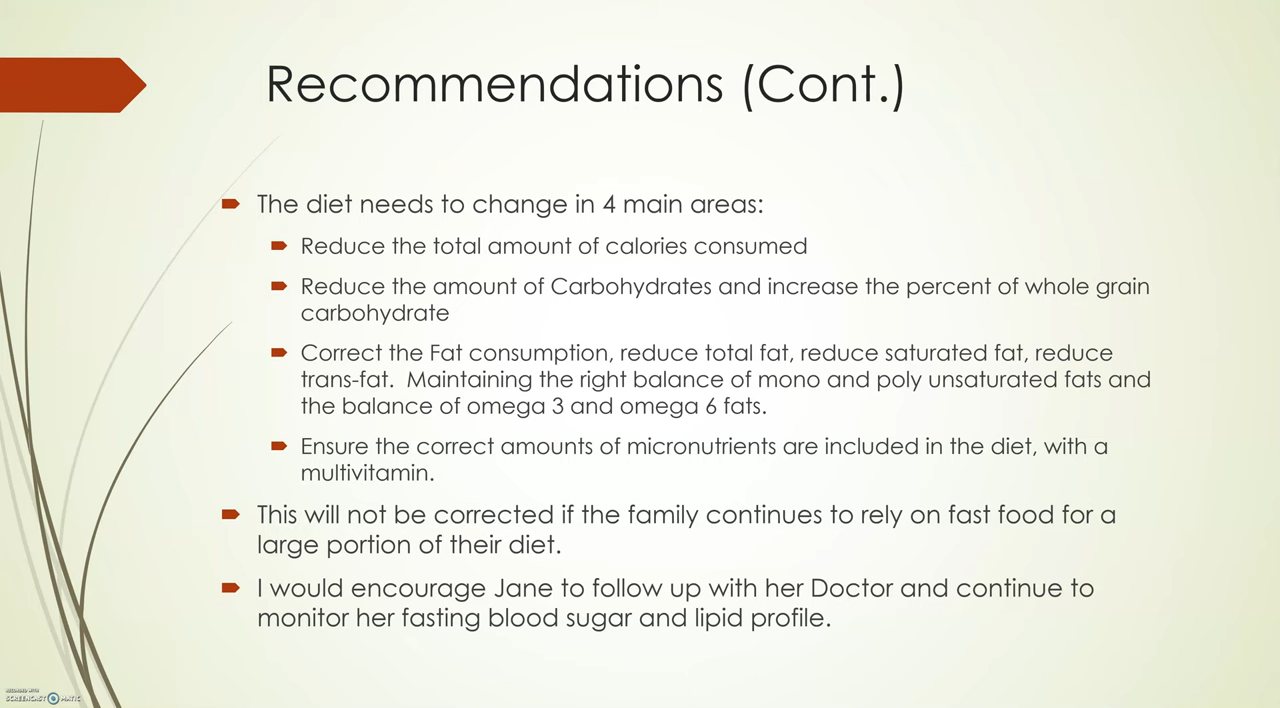 Recommendations (Cont.)
The diet needs to change in 4 main areas:
Reduce the total amount of calories consumed
Reduce the amount of Carbohydrates and increase the percent of whole grain
carbohydrate
Correct the Fat consumption, reduce total fat, reduce saturated fat, reduce
trans-fat.  Maintaining the right balance of mono and poly unsaturated fats and
the balance of omega 3 and omega 6 fats.
Ensure the correct amounts of micronutrients are included in the diet, with a
multivitamin.
This will not be corrected if the family continues to rely on fast food for a
large portion of their diet.
I would encourage Jane to follow up with her Doctor and continue to
monitor her fasting blood sugar and lipid profile.
RECORDED WITH
SCREENCAST MATIC